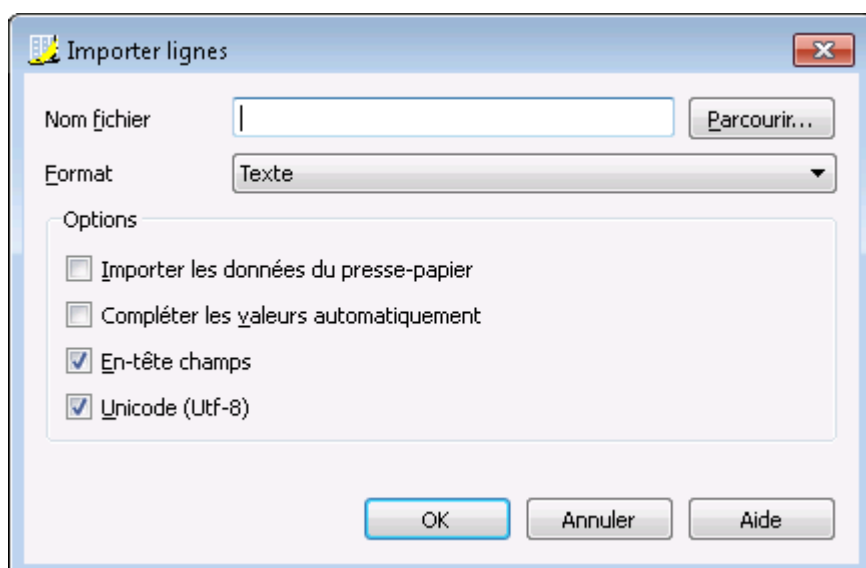 Importer lignes
Nom fichier
Parcourir...
Format
Texte
Options
Importer les données du presse-papier
Compléter les valeurs automatiquement
En-tête champs
Unicode (Utf-8)
OK
Annuler
Aide